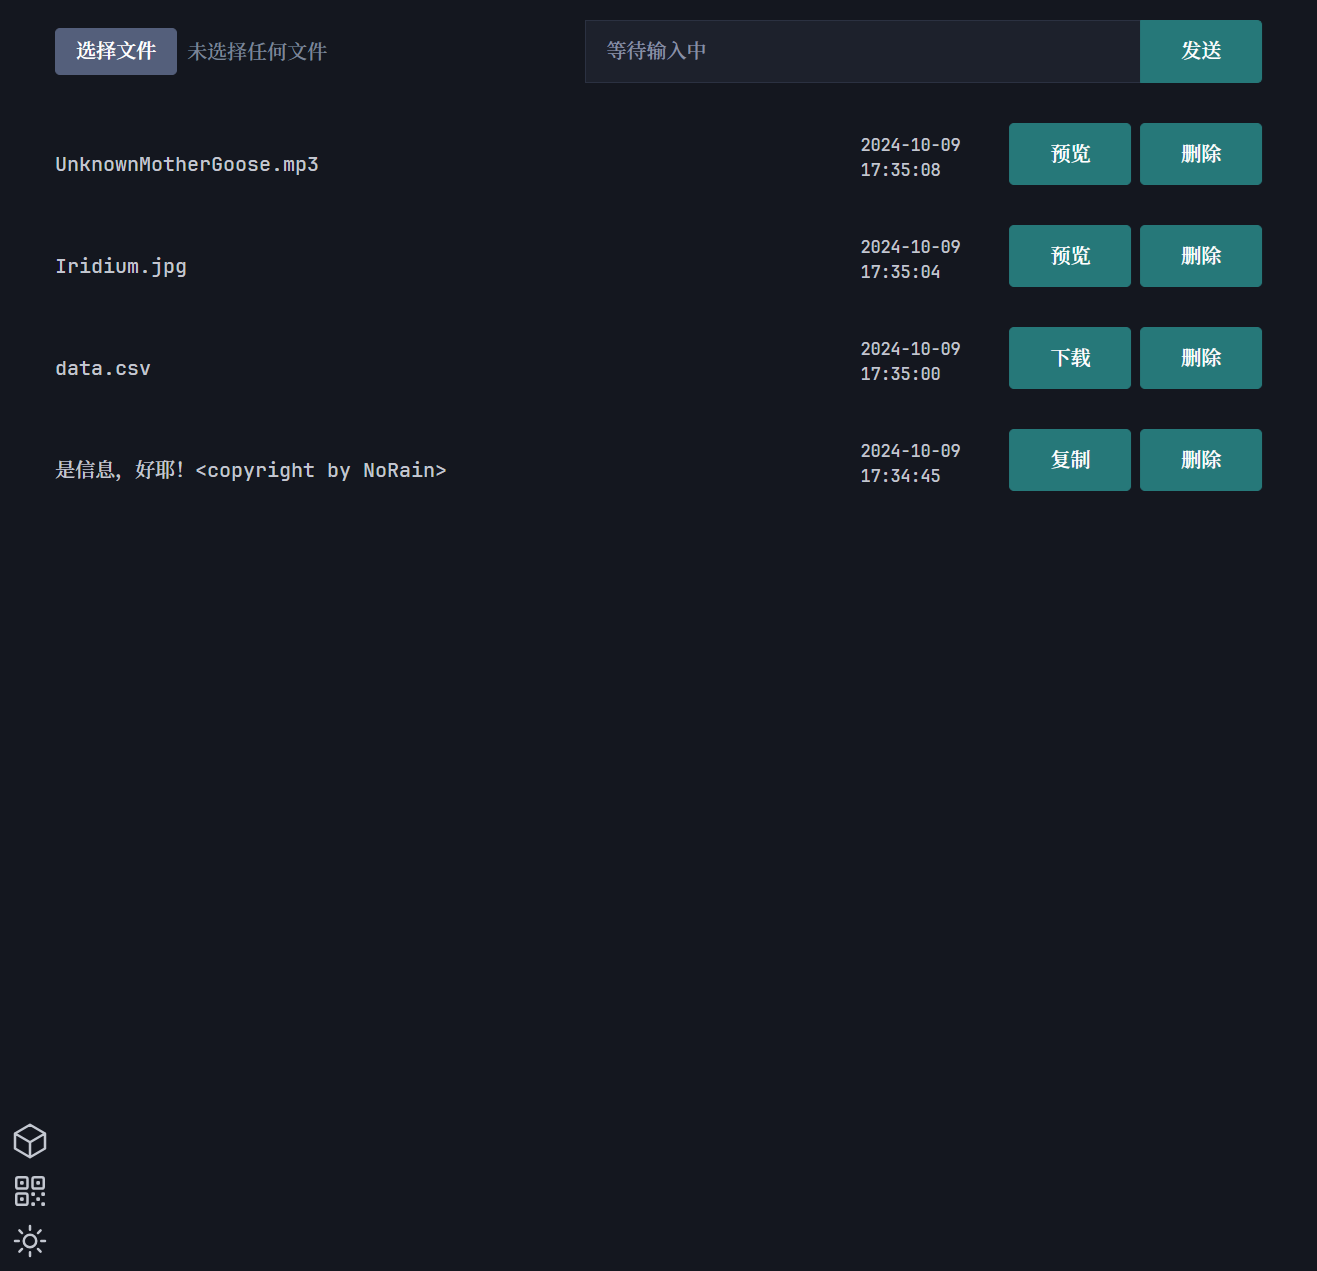 选择文件 未选择任何文件 等待输入中 发送
UnknownMotherGoose.mp3 2024-10-09 17:35:08 预览 删除
Iridium.jpg 2024-10-09 17:35:04 预览 删除
data.csv 2024-10-09 17:35:00 下载 删除
是信息，好耶！<copyright by NoRain> 2024-10-09 17:34:45 复制 删除